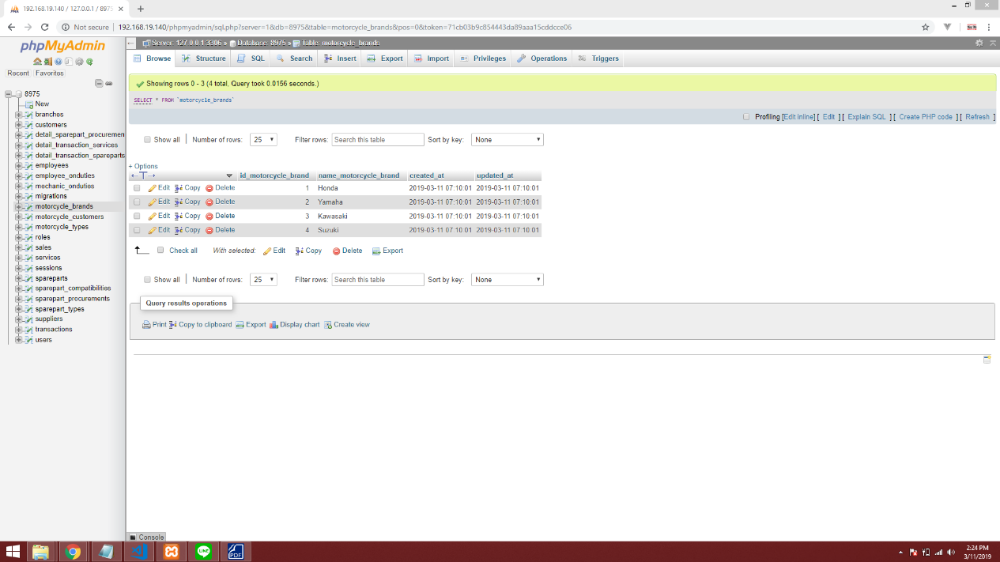 192.168.19.140 / 127.0.0.1 / 8975
Not secure | 192.168.19.140/phpmyadmin/sql.php?server=1&db=8975&table=motorcycle_brands&pos=0&token=71cb03b9c854443da89aaa15cddcce06
phpMyAdmin
Recent Favorites
8975
New
branches
customers
detail_sparepart_procuremen
detail_transaction_services
detail_transaction_spareparts
employees
employee_onduties
mechanic_onduties
migrations
motorcycle_brands
motorcycle_customers
motorcycle_types
roles
sales
services
sessions
spareparts
sparepart_compatibilities
sparepart_procurements
sparepart_types
suppliers
transactions
users
Server: 127.0.0.1:3306 » Database: 8975 » Table: motorcycle_brands
Browse Structure SQL Search Insert Export Import Privileges Operations Triggers
Showing rows 0 - 3 (4 total, Query took 0.0156 seconds.)
SELECT * FROM `motorcycle_brands`
Profiling [Edit inline] [ Edit ] [ Explain SQL ] [ Create PHP code ] [ Refresh ]
Show all | Number of rows: 25 Filter rows: Search this table Sort by key: None
+ Options
←T→ id_motorcycle_brand name_motorcycle_brand created_at updated_at
Edit Copy Delete 1 Honda 2019-03-11 07:10:01 2019-03-11 07:10:01
Edit Copy Delete 2 Yamaha 2019-03-11 07:10:01 2019-03-11 07:10:01
Edit Copy Delete 3 Kawasaki 2019-03-11 07:10:01 2019-03-11 07:10:01
Edit Copy Delete 4 Suzuki 2019-03-11 07:10:01 2019-03-11 07:10:01
Check all With selected: Edit Copy Delete Export
Show all | Number of rows: 25 Filter rows: Search this table Sort by key: None
Query results operations
Print Copy to clipboard Export Display chart Create view
Console
LINE
PDF
2:24 PM
3/11/2019